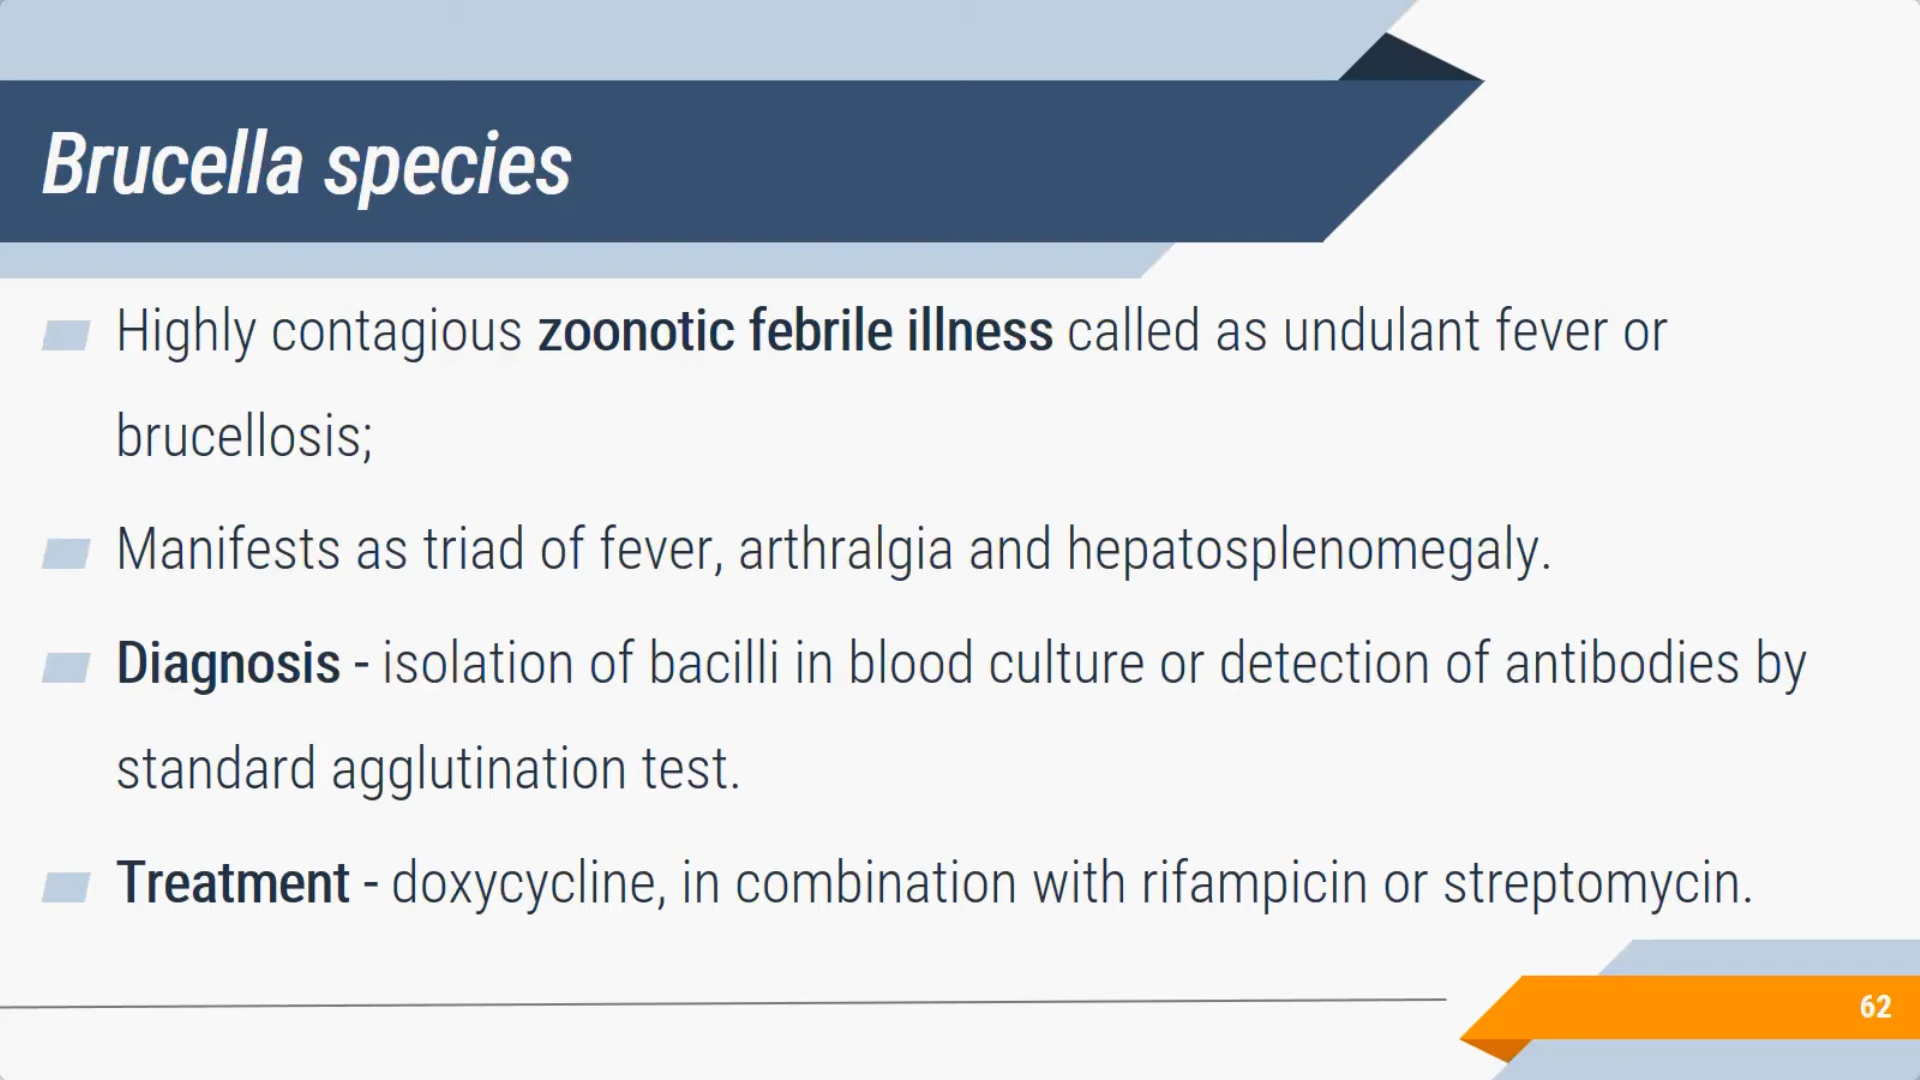 Brucella species
Highly contagious zoonotic febrile illness called as undulant fever or
brucellosis;
Manifests as triad of fever, arthralgia and hepatosplenomegaly.
Diagnosis - isolation of bacilli in blood culture or detection of antibodies by
standard agglutination test.
Treatment - doxycycline, in combination with rifampicin or streptomycin.
62